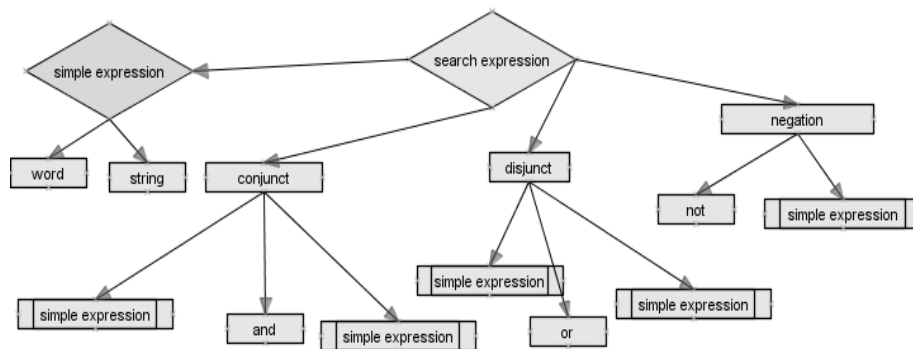 search expression
simple expression
negation
word
string
conjunct
disjunct
not
simple expression
simple expression
and
simple expression
simple expression
or
simple expression